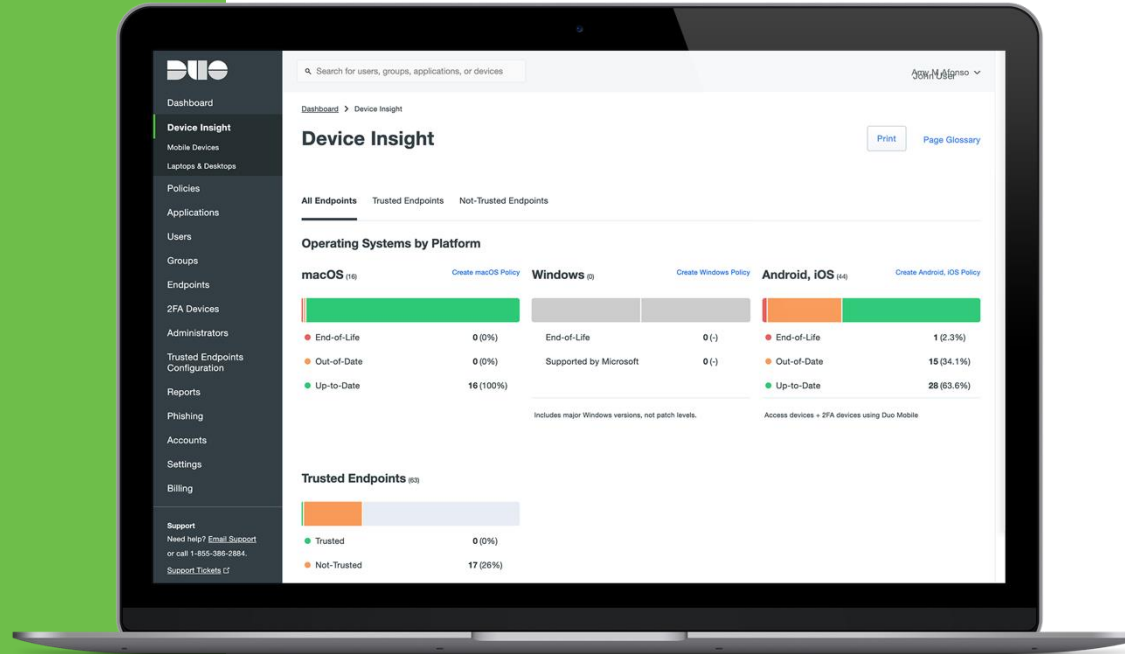 DUO
Search for users, groups, applications, or devices
Dashboard
Device Insight
Mobile Devices
Laptops & Desktops
Policies
Applications
Users
Groups
Endpoints
2FA Devices
Administrators
Trusted Endpoints
Configuration
Reports
Phishing
Accounts
Settings
Billing
Support
Need help? Email Support
or call 1-855-386-2884.
Support Tickets
Dashboard > Device Insight
Device Insight
Print
Page Glossary
All Endpoints Trusted Endpoints Not-Trusted Endpoints
Operating Systems by Platform
macOS (16) Create macOS Policy
End-of-Life 0 (0%)
Out-of-Date 0 (0%)
Up-to-Date 16 (100%)
Windows (0) Create Windows Policy
End-of-Life 0 (-)
Supported by Microsoft 0 (-)
Includes major Windows versions, not patch levels.
Android, iOS (44) Create Android, iOS Policy
End-of-Life 1 (2.3%)
Out-of-Date 15 (34.1%)
Up-to-Date 28 (63.6%)
Access devices + 2FA devices using Duo Mobile
Trusted Endpoints (63)
Trusted 0 (0%)
Not-Trusted 17 (26%)